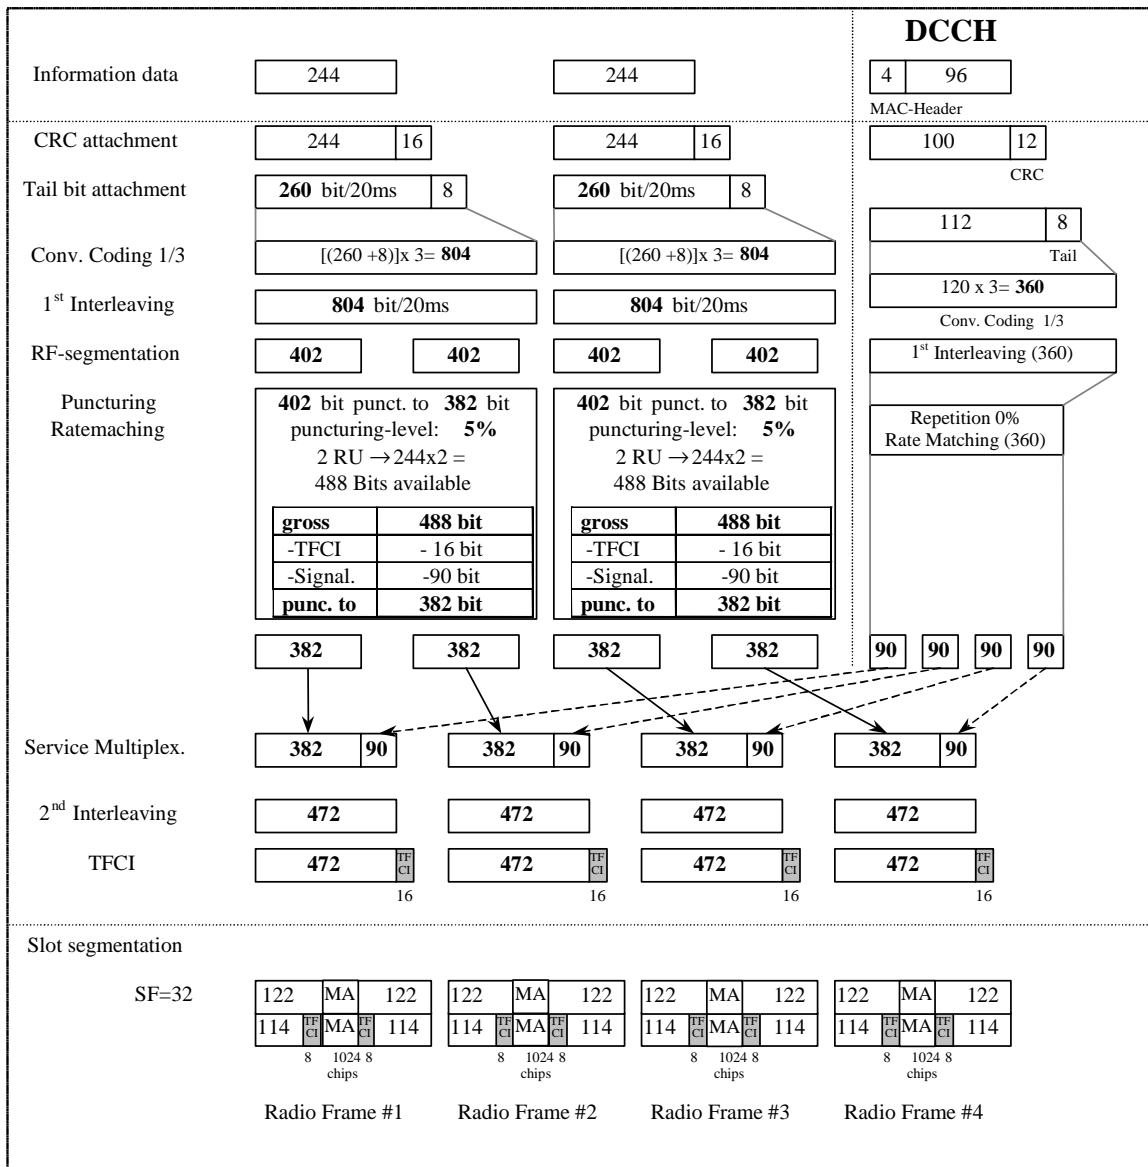 DCCH
Information data 244 244 4 96
MAC-Header
CRC attachment 244 16 244 16 100 12
CRC
Tail bit attachment 260 bit/20ms 8 260 bit/20ms 8
112 8
Tail
Conv. Coding 1/3 [(260 +8)]x 3= 804 [(260 +8)]x 3= 804
120 x 3= 360
Conv. Coding 1/3
1st Interleaving 804 bit/20ms 804 bit/20ms
RF-segmentation 402 402 402 402 1st Interleaving (360)
Puncturing
Ratemaching
402 bit punct. to 382 bit
puncturing-level: 5%
2 RU →244x2 =
488 Bits available
gross 488 bit
-TFCI - 16 bit
-Signal. -90 bit
punc. to 382 bit
402 bit punct. to 382 bit
puncturing-level: 5%
2 RU →244x2 =
488 Bits available
gross 488 bit
-TFCI - 16 bit
-Signal. -90 bit
punc. to 382 bit
Repetition 0%
Rate Matching (360)
382 382 382 382 90 90 90 90
Service Multiplex. 382 90 382 90 382 90 382 90
2nd Interleaving 472 472 472 472
TFCI 472 TF CI 472 TF CI 472 TF CI 472 TF CI
16 16 16 16
Slot segmentation
SF=32 122 MA 122 122 MA 122 122 MA 122 122 MA 122
114 TF CI MA TF CI 114 114 TF CI MA TF CI 114 114 TF CI MA TF CI 114 114 TF CI MA TF CI 114
8 1024 8 8 1024 8 8 1024 8 8 1024 8
chips chips chips chips
Radio Frame #1 Radio Frame #2 Radio Frame #3 Radio Frame #4